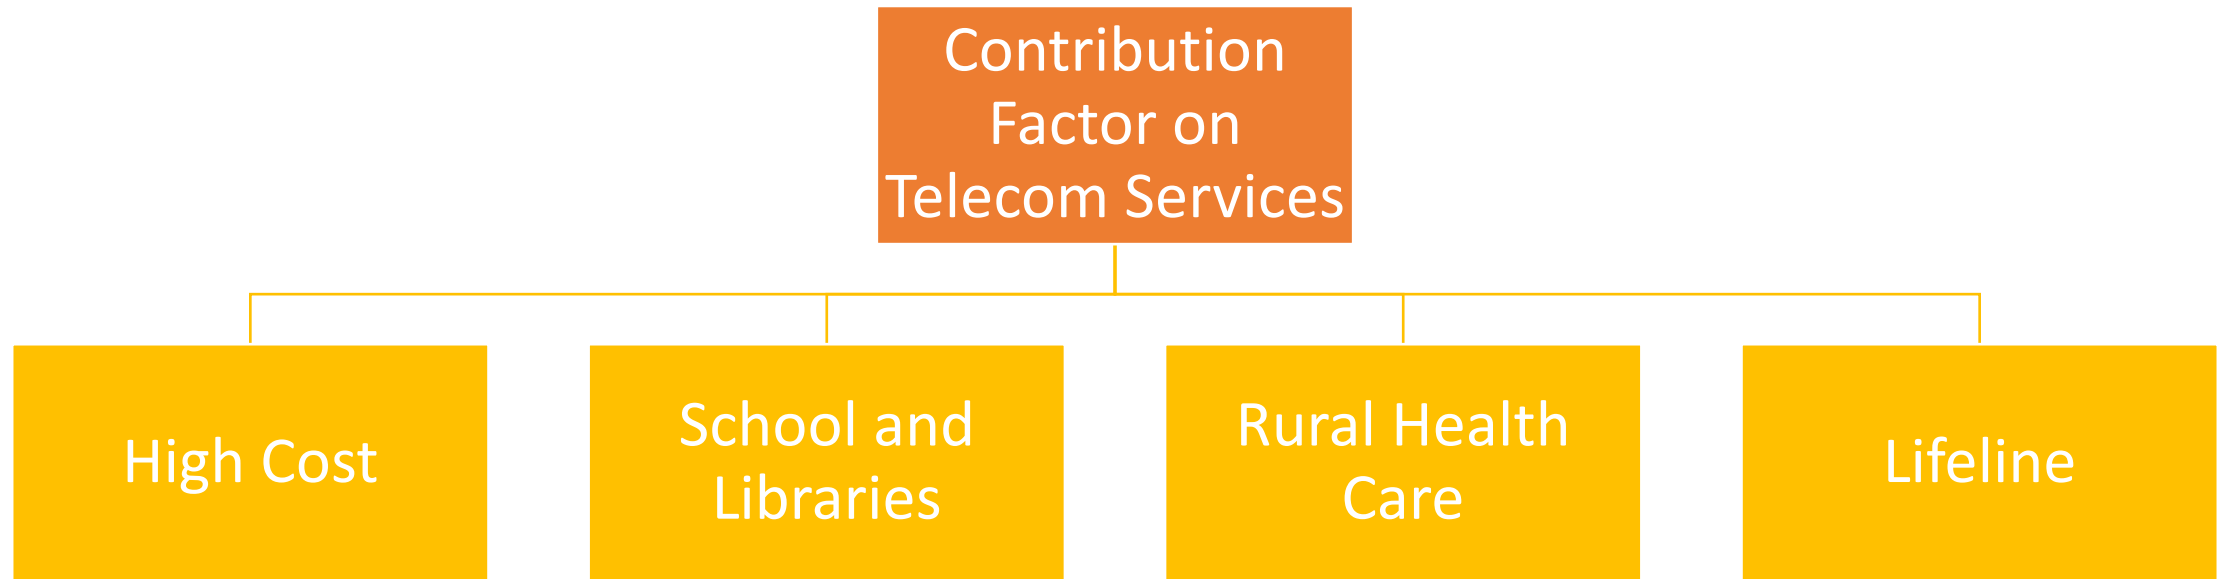 Contribution
Factor on
Telecom Services
High Cost
School and
Libraries
Rural Health
Care
Lifeline